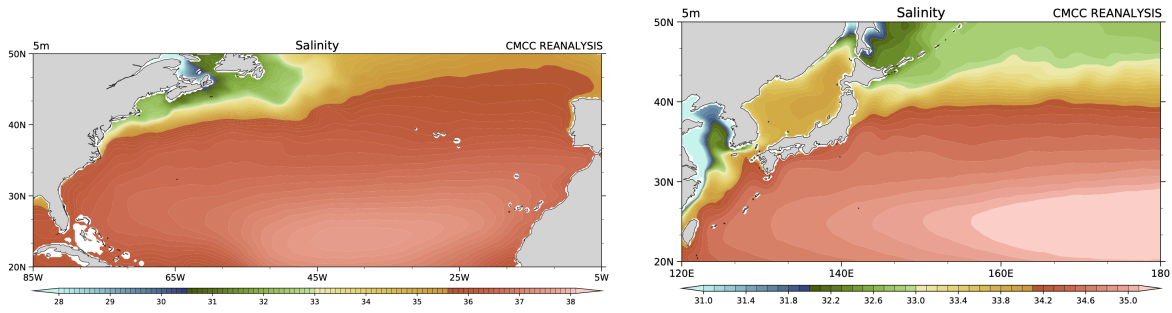 5m Salinity CMCC REANALYSIS
50N
40N
30N
20N
85W 65W 45W 25W 5W
28 29 30 31 32 33 34 35 36 37 38
5m Salinity CMCC REANALYSIS
50N
40N
30N
20N
120E 140E 160E 180
31.0 31.4 31.8 32.2 32.6 33.0 33.4 33.8 34.2 34.6 35.0